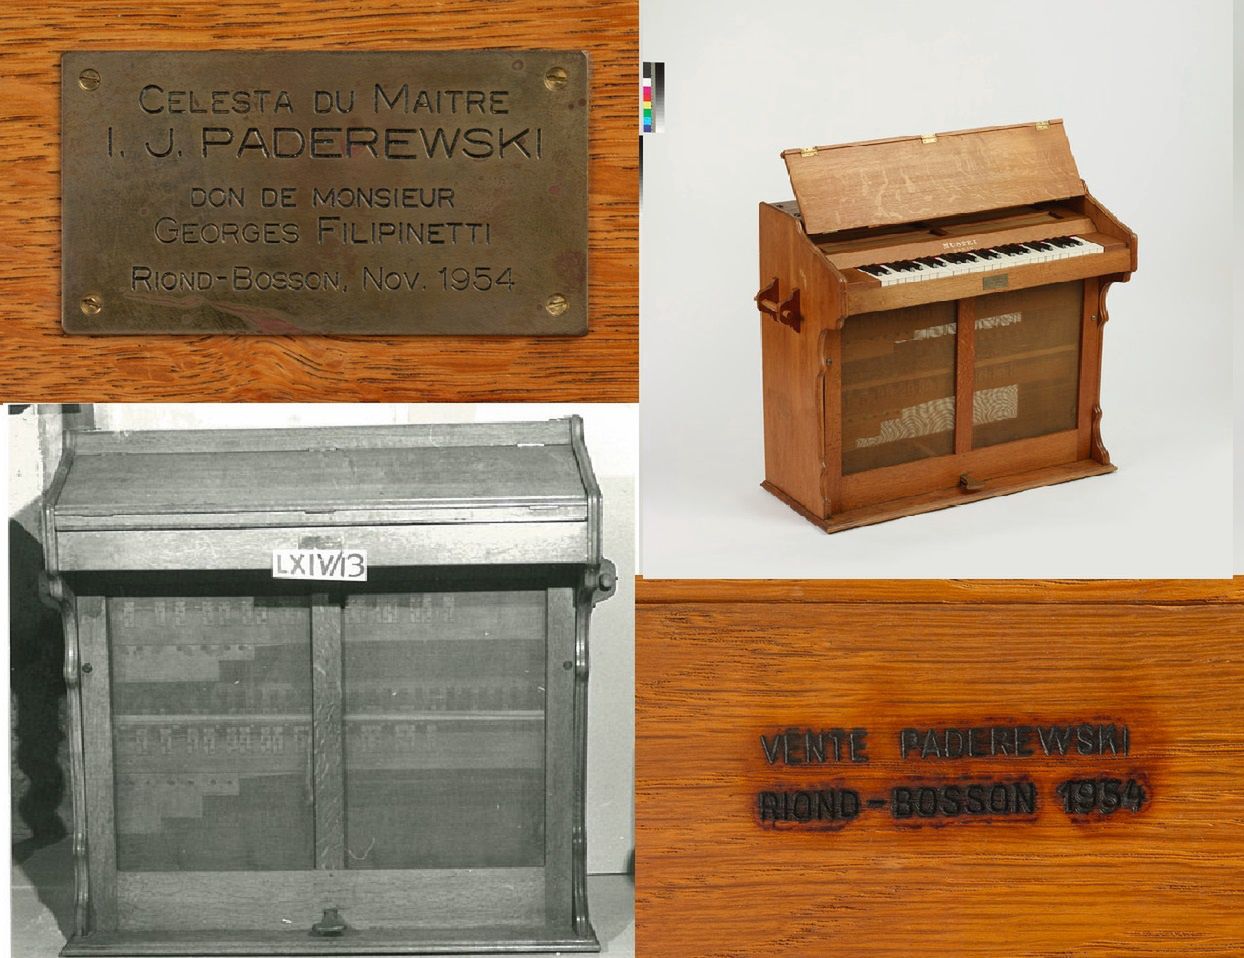 CELESTA DU MAITRE
I. J. PADEREWSKI
DON DE MONSIEUR
GEORGES FILIPINETTI
RIOND-BOSSON, NOV. 1954
MUSTEL
LXIV/13
VENTE PADEREWSKI
RIOND-BOSSON 1954